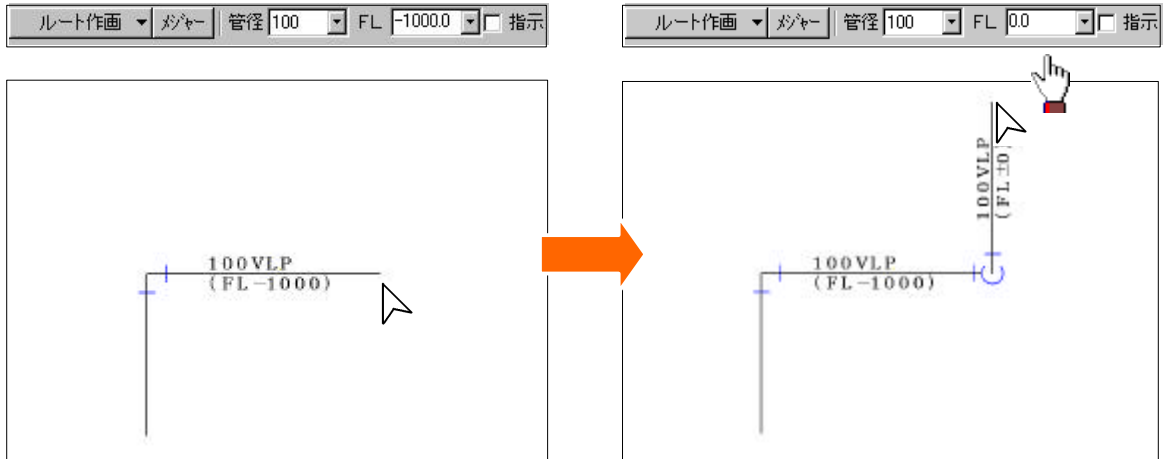 ルート作画 ▼ メジャー 管径 100 FL -1000.0 指示
100VLP
(FL-1000)
ルート作画 ▼ メジャー 管径 100 FL 0.0 指示
100VLP
(FL±0)
100VLP
(FL-1000)